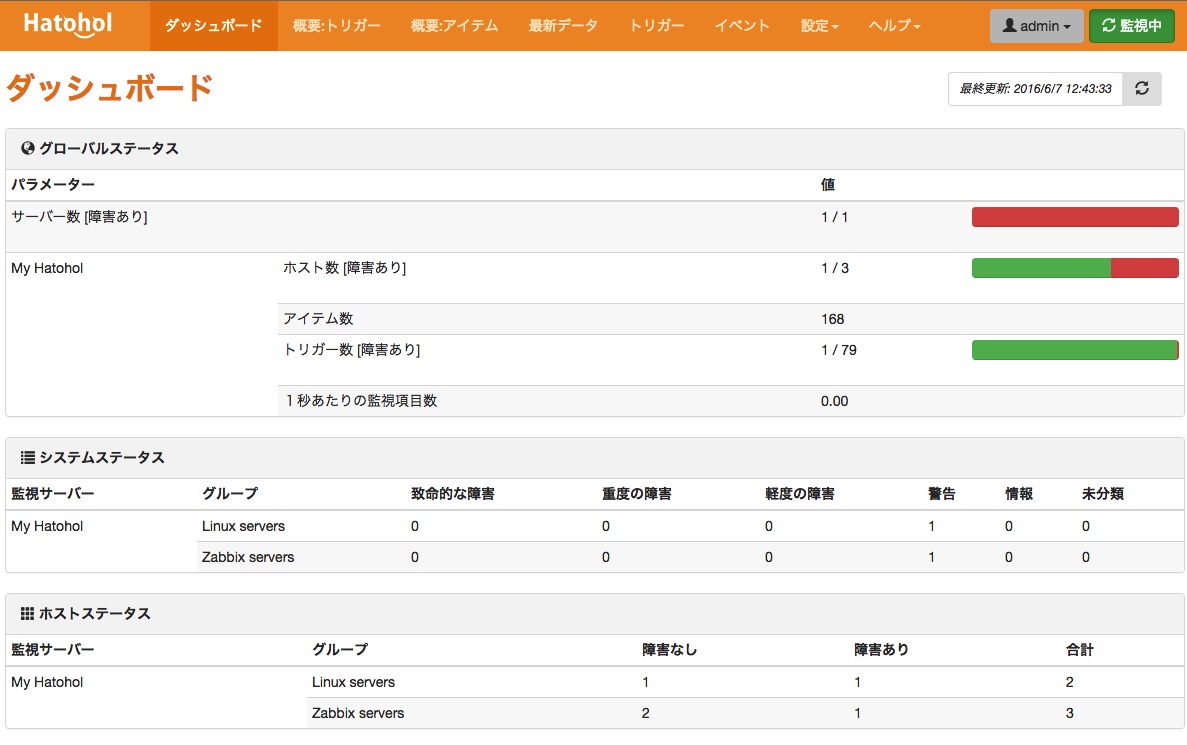 Hatohol ダッシュボード 概要:トリガー 概要:アイテム 最新データ トリガー イベント 設定 ヘルプ admin 監視中
ダッシュボード 最終更新: 2016/6/7 12:43:33
グローバルステータス
パラメーター 値
サーバー数 [障害あり] 1 / 1
My Hatohol ホスト数 [障害あり] 1 / 3
アイテム数 168
トリガー数 [障害あり] 1 / 79
１秒あたりの監視項目数 0.00
システムステータス
監視サーバー グループ 致命的な障害 重度の障害 軽度の障害 警告 情報 未分類
My Hatohol Linux servers 0 0 0 1 0 0
Zabbix servers 0 0 0 1 0 0
ホストステータス
監視サーバー グループ 障害なし 障害あり 合計
My Hatohol Linux servers 1 1 2
Zabbix servers 2 1 3